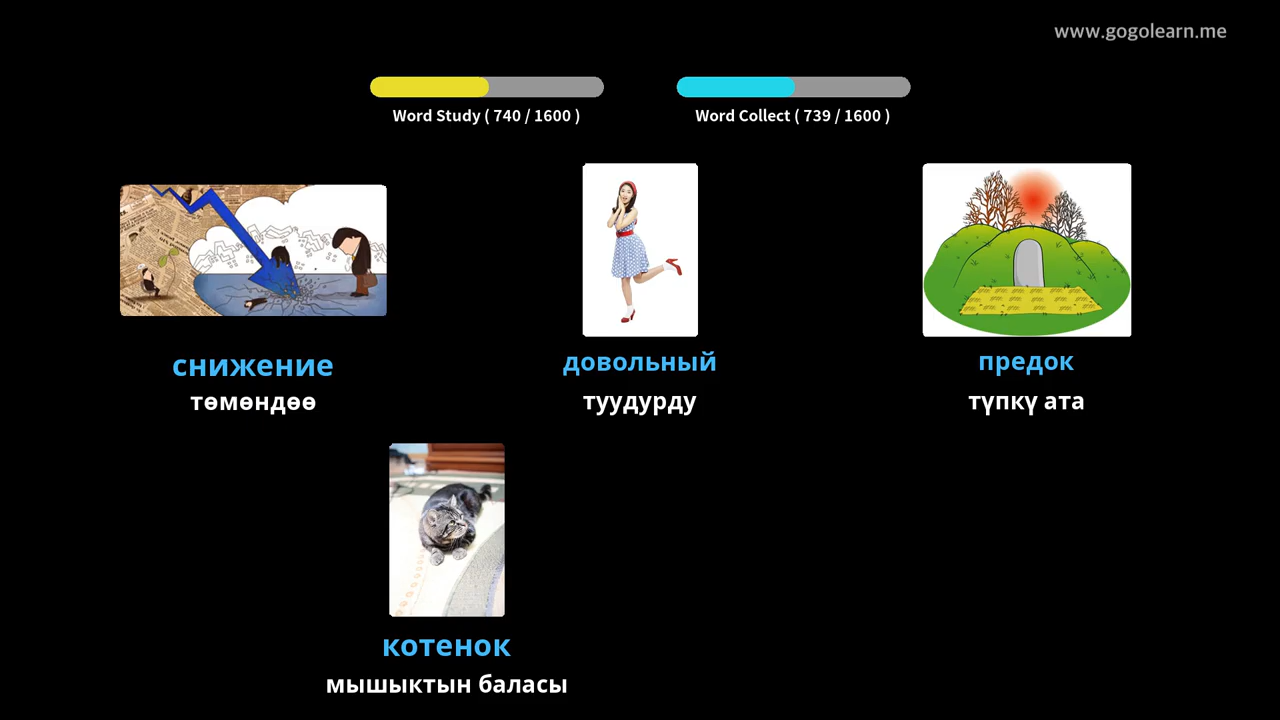 www.gogolearn.me
Word Study ( 740 / 1600 )
Word Collect ( 739 / 1600 )
снижение
төмөндөө
довольный
туудурду
предок
түпкү ата
котенок
мышыктын баласы